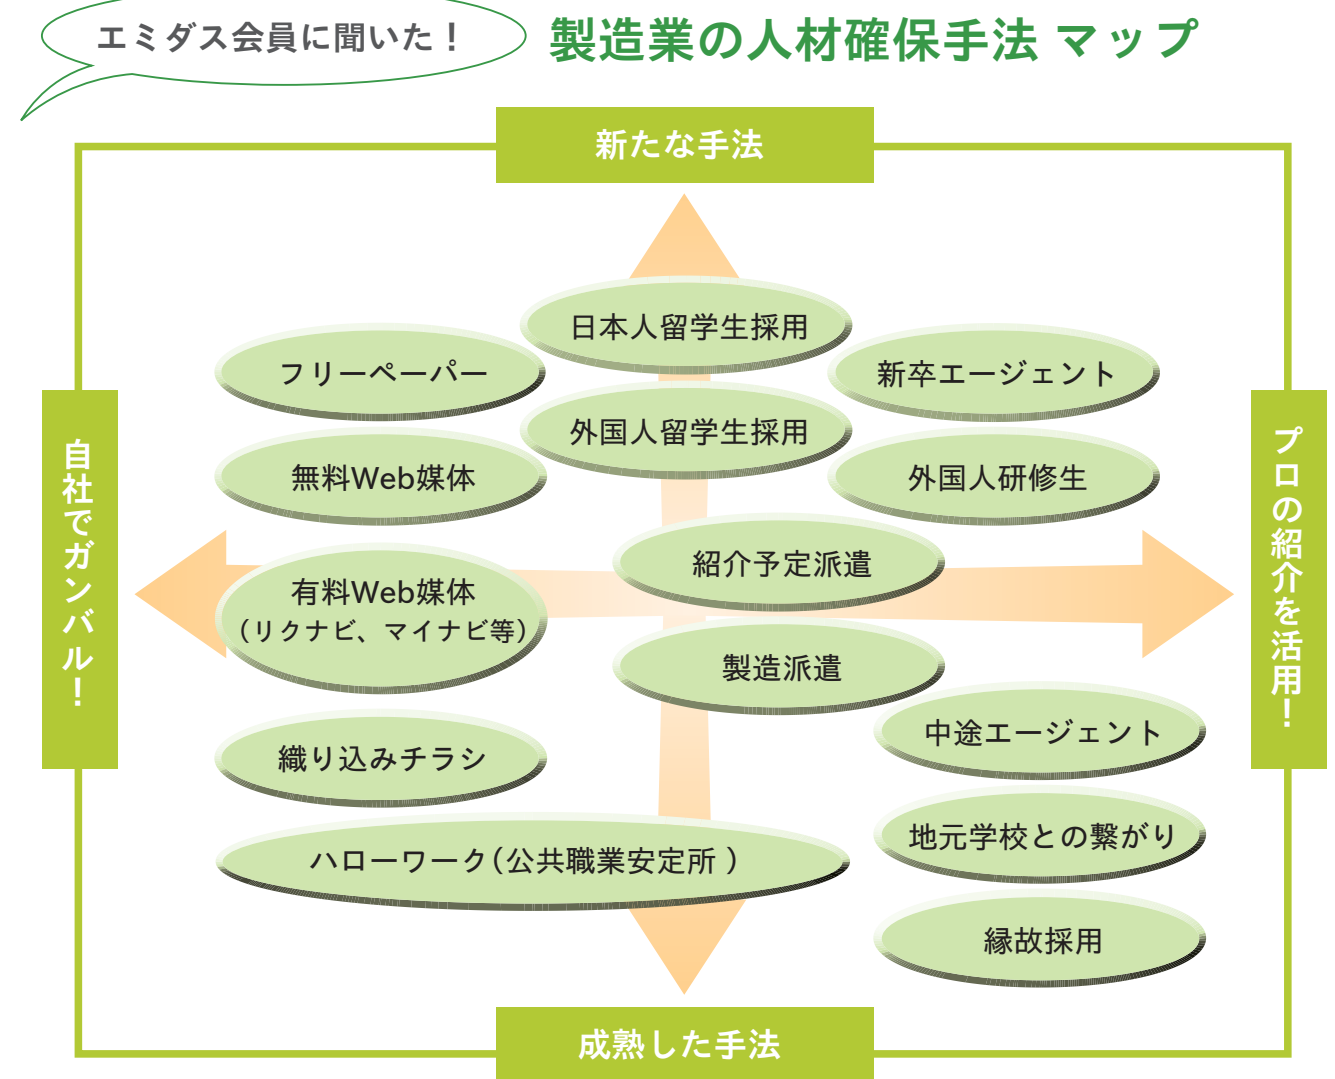 エミダス会員に聞いた！
製造業の人材確保手法 マップ
新たな手法
日本人留学生採用
フリーペーパー
新卒エージェント
外国人留学生採用
無料Web媒体
外国人研修生
自社でガンバル！
プロの紹介を活用！
紹介予定派遣
有料Web媒体
（リクナビ、マイナビ等）
製造派遣
中途エージェント
織り込みチラシ
地元学校との繋がり
ハローワーク（公共職業安定所 ）
縁故採用
成熟した手法